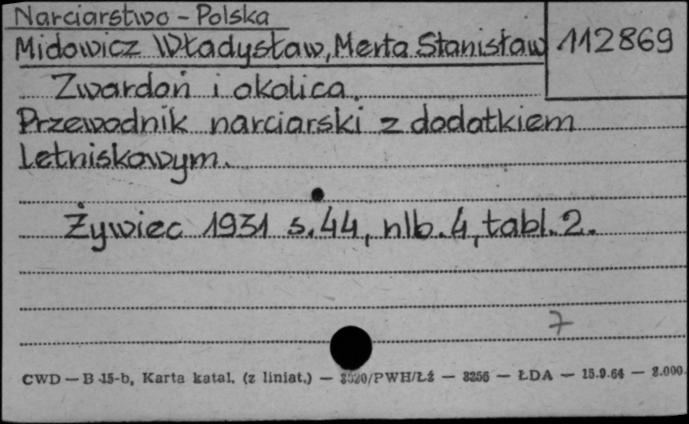 Narciarstwo - Polska
Midowicz Władysław, Merta Stanisław
112869
Zwardoń i okolica.
Przewodnik narciarski z dodatkiem
letniskowym.
Żywiec 1931 s. 44, nlb. 4, tabl. 2.
7
CWD — B 15-b, Karta katal. (z liniat.) — 3520/PWH/Łź — 3256 — ŁDA — 15.9.64 — 2.000.